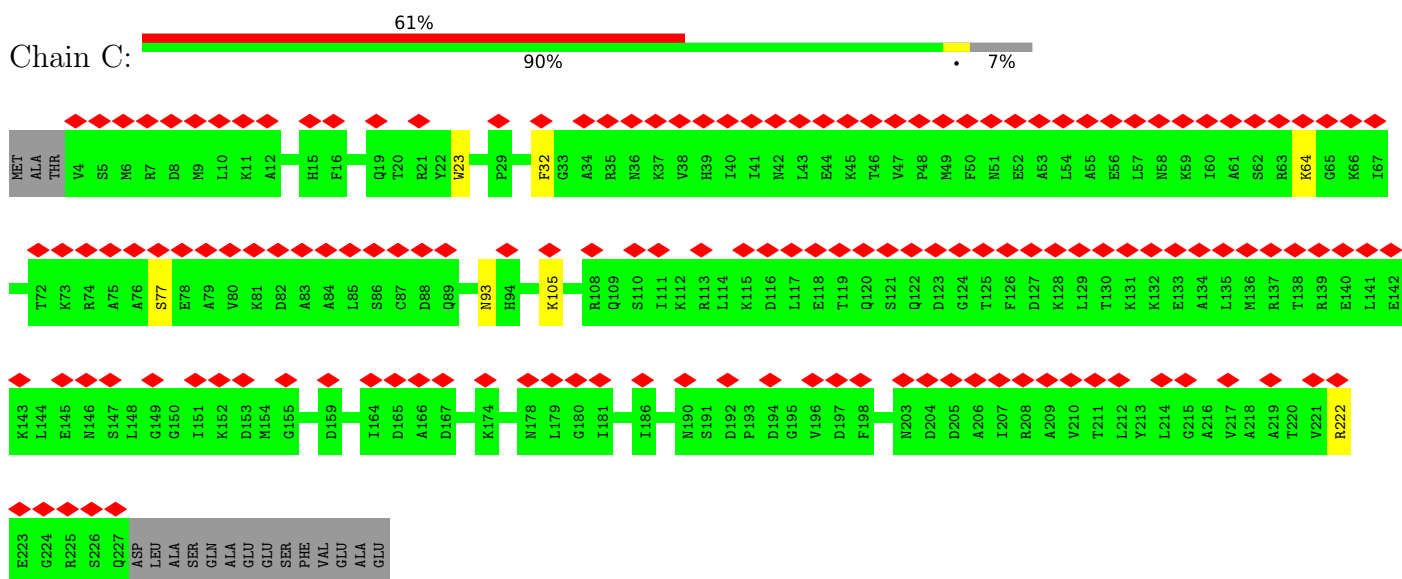 61%
Chain C:
90% • 7%
MET ALA THR V4 S5 M6 R7 D8 M9 L10 K11 A12 H15 F16 Q19 T20 R21 Y22 W23 P29 F32 G33 A34 R35 N36 K37 V38 H39 I40 I41 N42 L43 E44 K45 T46 V47 P48 M49 F50 N51 E52 A53 L54 A55 E56 L57 N58 K59 I60 A61 S62 R63 K64 G65 K66 I67
T72 K73 R74 A75 A76 S77 E78 A79 V80 K81 D82 A83 A84 L85 S86 C87 D88 Q89 N93 H94 K105 R108 Q109 S110 I111 K112 R113 L114 K115 D116 L117 E118 T119 Q120 S121 Q122 D123 G124 T125 F126 D127 K128 L129 T130 K131 K132 E133 A134 L135 M136 R137 T138 R139 E140 L141 E142
K143 L144 E145 N146 S147 L148 G149 G150 I151 K152 D153 M154 G155 D159 I164 D165 A166 D167 K174 N178 L179 G180 I181 I186 N190 S191 D192 P193 D194 G195 V196 D197 F198 N203 D204 D205 A206 I207 R208 A209 V210 T211 L212 Y213 L214 G215 A216 V217 A218 A219 T220 V221 R222
E223 G224 R225 S226 Q227 ASP LEU ALA SER GLN ALA GLU GLU SER PHE VAL GLU ALA GLU